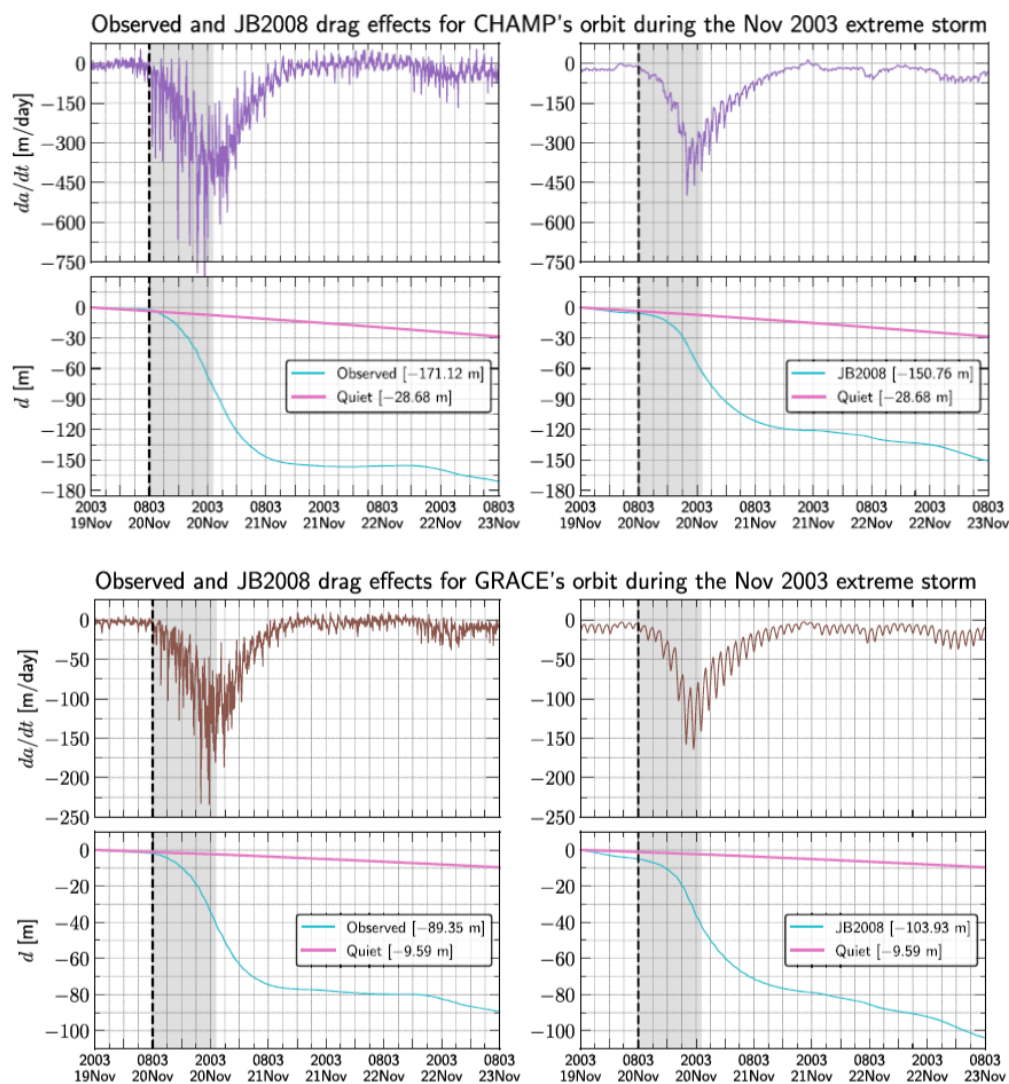 Observed and JB2008 drag effects for CHAMP's orbit during the Nov 2003 extreme storm
0
−150
−300
−450
−600
−750
da/dt [m/day]
0
−150
−300
−450
−600
−750
0
−30
−60
−90
−120
−150
−180
d [m]
Observed [−171.12 m]
Quiet [−28.68 m]
0
−30
−60
−90
−120
−150
−180
JB2008 [−150.76 m]
Quiet [−28.68 m]
2003 0803 2003 0803 2003 0803 2003 0803
19Nov 20Nov 20Nov 21Nov 21Nov 22Nov 22Nov 23Nov
2003 0803 2003 0803 2003 0803 2003 0803
19Nov 20Nov 20Nov 21Nov 21Nov 22Nov 22Nov 23Nov
Observed and JB2008 drag effects for GRACE's orbit during the Nov 2003 extreme storm
0
−50
−100
−150
−200
−250
da/dt [m/day]
0
−50
−100
−150
−200
−250
0
−20
−40
−60
−80
−100
d [m]
Observed [−89.35 m]
Quiet [−9.59 m]
0
−20
−40
−60
−80
−100
JB2008 [−103.93 m]
Quiet [−9.59 m]
2003 0803 2003 0803 2003 0803 2003 0803
19Nov 20Nov 20Nov 21Nov 21Nov 22Nov 22Nov 23Nov
2003 0803 2003 0803 2003 0803 2003 0803
19Nov 20Nov 20Nov 21Nov 21Nov 22Nov 22Nov 23Nov